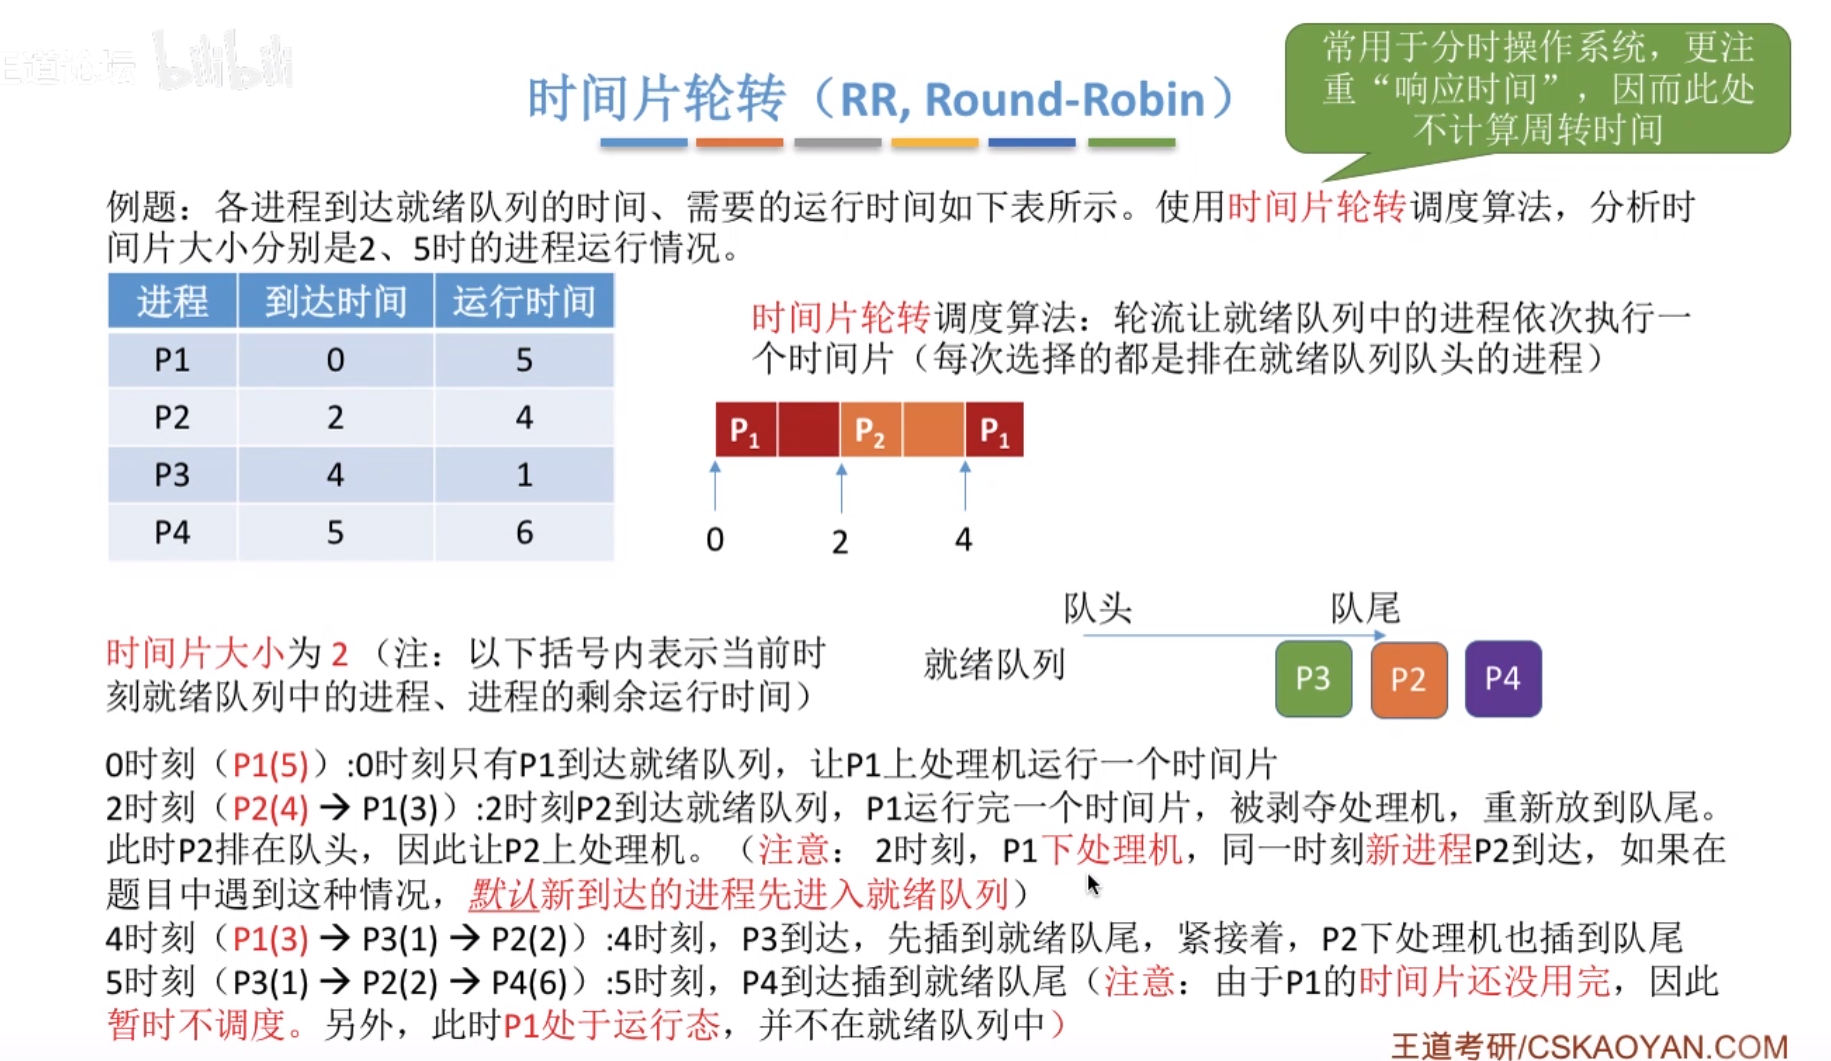 王道论坛 bilibili
时间片轮转（RR, Round-Robin）
常用于分时操作系统，更注
重“响应时间”，因而此处
不计算周转时间
例题：各进程到达就绪队列的时间、需要的运行时间如下表所示。使用时间片轮转调度算法，分析时
间片大小分别是2、5时的进程运行情况。
进程 到达时间 运行时间
P1 0 5
P2 2 4
P3 4 1
P4 5 6
时间片轮转调度算法：轮流让就绪队列中的进程依次执行一
个时间片（每次选择的都是排在就绪队列队头的进程）
P1 P2 P1
0 2 4
队头 队尾
就绪队列 P3 P2 P4
时间片大小为 2 （注：以下括号内表示当前时
刻就绪队列中的进程、进程的剩余运行时间）
0时刻（P1(5)）:0时刻只有P1到达就绪队列，让P1上处理机运行一个时间片
2时刻（P2(4) → P1(3)）:2时刻P2到达就绪队列，P1运行完一个时间片，被剥夺处理机，重新放到队尾。
此时P2排在队头，因此让P2上处理机。（注意： 2时刻，P1下处理机，同一时刻新进程P2到达，如果在
题目中遇到这种情况，默认新到达的进程先进入就绪队列）
4时刻（P1(3) → P3(1) → P2(2)）:4时刻，P3到达，先插到就绪队尾，紧接着，P2下处理机也插到队尾
5时刻（P3(1) → P2(2) → P4(6)）:5时刻，P4到达插到就绪队尾（注意：由于P1的时间片还没用完，因此
暂时不调度。另外，此时P1处于运行态，并不在就绪队列中）
王道考研/CSKAOYAN.COM